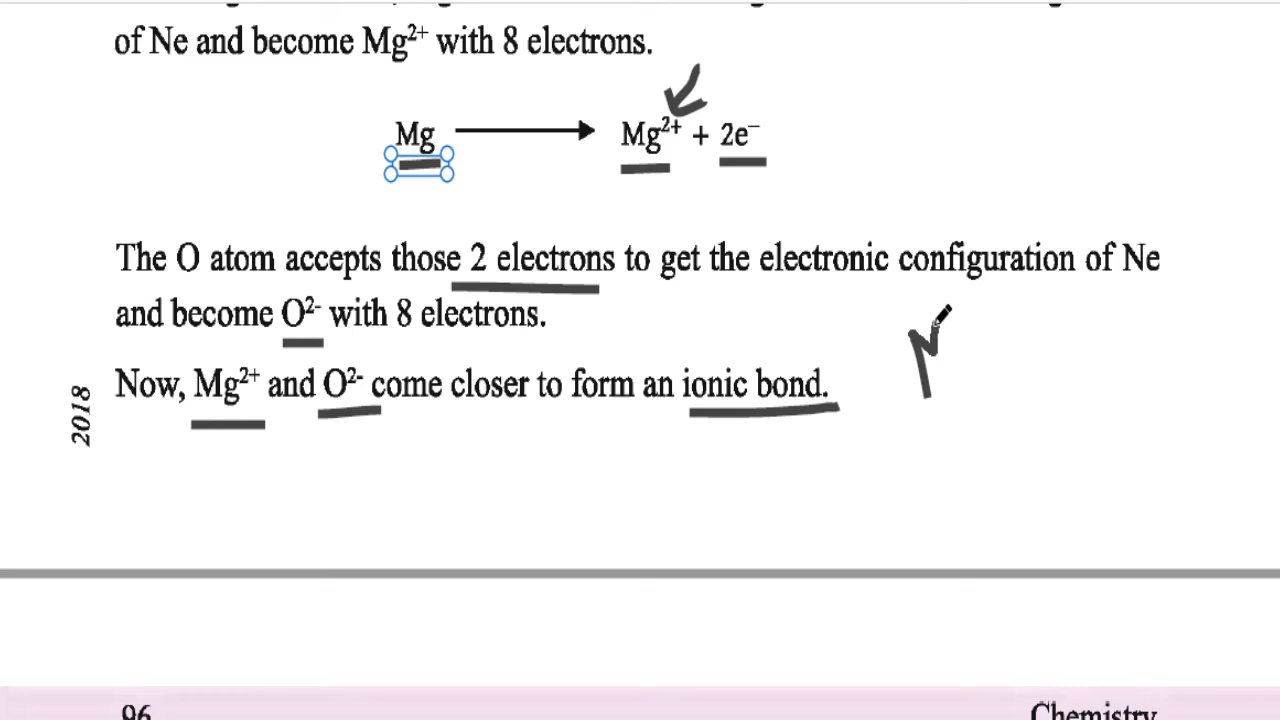 of Ne and become Mg²⁺ with 8 electrons.
Mg ⟶ Mg²⁺ + 2e⁻
The O atom accepts those 2 electrons to get the electronic configuration of Ne
and become O²⁻ with 8 electrons.
Now, Mg²⁺ and O²⁻ come closer to form an ionic bond.
2018
96
Chemistry